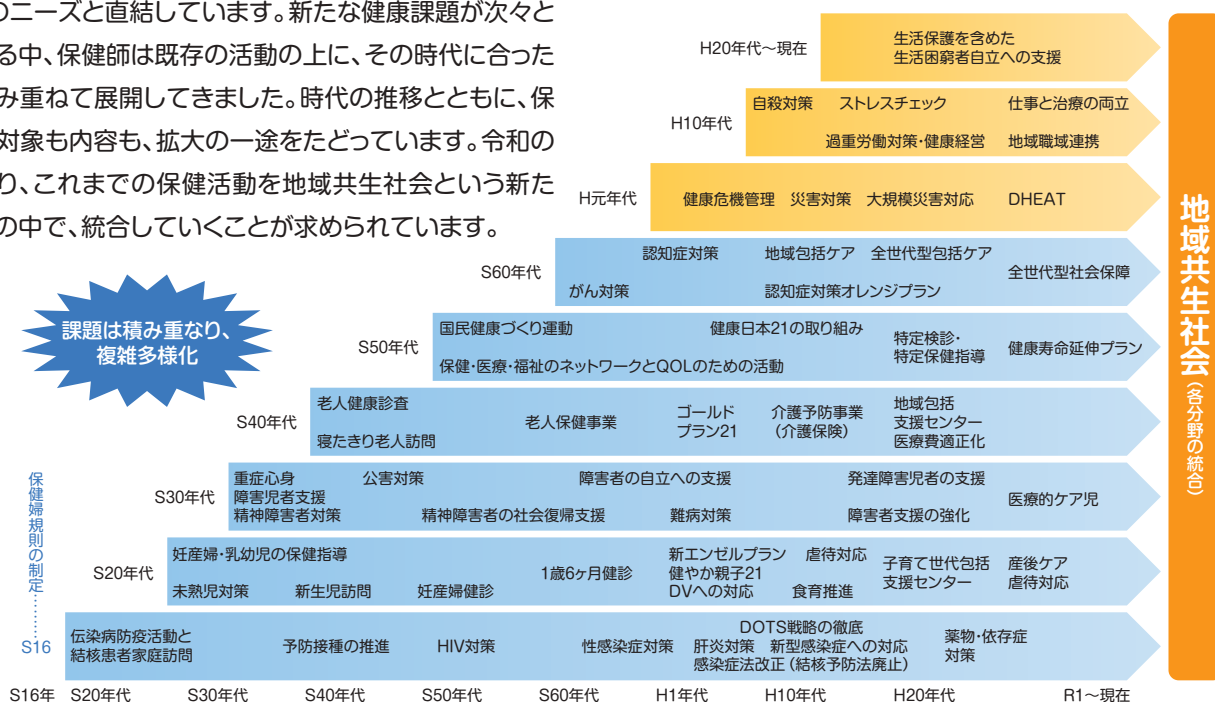 のニーズと直結しています。新たな健康課題が次々と
る中、保健師は既存の活動の上に、その時代に合った
み重ねて展開してきました。時代の推移とともに、保
対象も内容も、拡大の一途をたどっています。令和の
り、これまでの保健活動を地域共生社会という新た
の中で、統合していくことが求められています。
課題は積み重なり、
複雑多様化
H20年代～現在
生活保護を含めた
生活困窮者自立への支援
H10年代
自殺対策 ストレスチェック 仕事と治療の両立
過重労働対策・健康経営 地域職域連携
H元年代
健康危機管理 災害対策 大規模災害対応 DHEAT
S60年代
認知症対策 地域包括ケア 全世代型包括ケア
がん対策 認知症対策オレンジプラン
全世代型社会保障
S50年代
国民健康づくり運動 健康日本21の取り組み
保健・医療・福祉のネットワークとQOLのための活動
特定検診・
特定保健指導
健康寿命延伸プラン
S40年代
老人健康診査
寝たきり老人訪問
老人保健事業
ゴールド
プラン21
介護予防事業
（介護保険）
地域包括
支援センター
医療費適正化
S30年代
重症心身
障害児者支援
精神障害者対策
公害対策
精神障害者の社会復帰支援
障害者の自立への支援
難病対策
発達障害児者の支援
障害者支援の強化
医療的ケア児
S20年代
妊産婦・乳幼児の保健指導
未熟児対策 新生児訪問 妊産婦健診
1歳6ヶ月健診
新エンゼルプラン 虐待対応
健やか親子21
DVへの対応 食育推進
子育て世代包括
支援センター
産後ケア
虐待対応
保健婦規則の制定………
S16
伝染病防疫活動と
結核患者家庭訪問
予防接種の推進
HIV対策
性感染症対策
DOTS戦略の徹底
肝炎対策 新型感染症への対応
感染症法改正（結核予防法廃止）
薬物・依存症
対策
S16年 S20年代 S30年代 S40年代 S50年代 S60年代 H1年代 H10年代 H20年代 R1～現在
地域共生社会（各分野の統合）